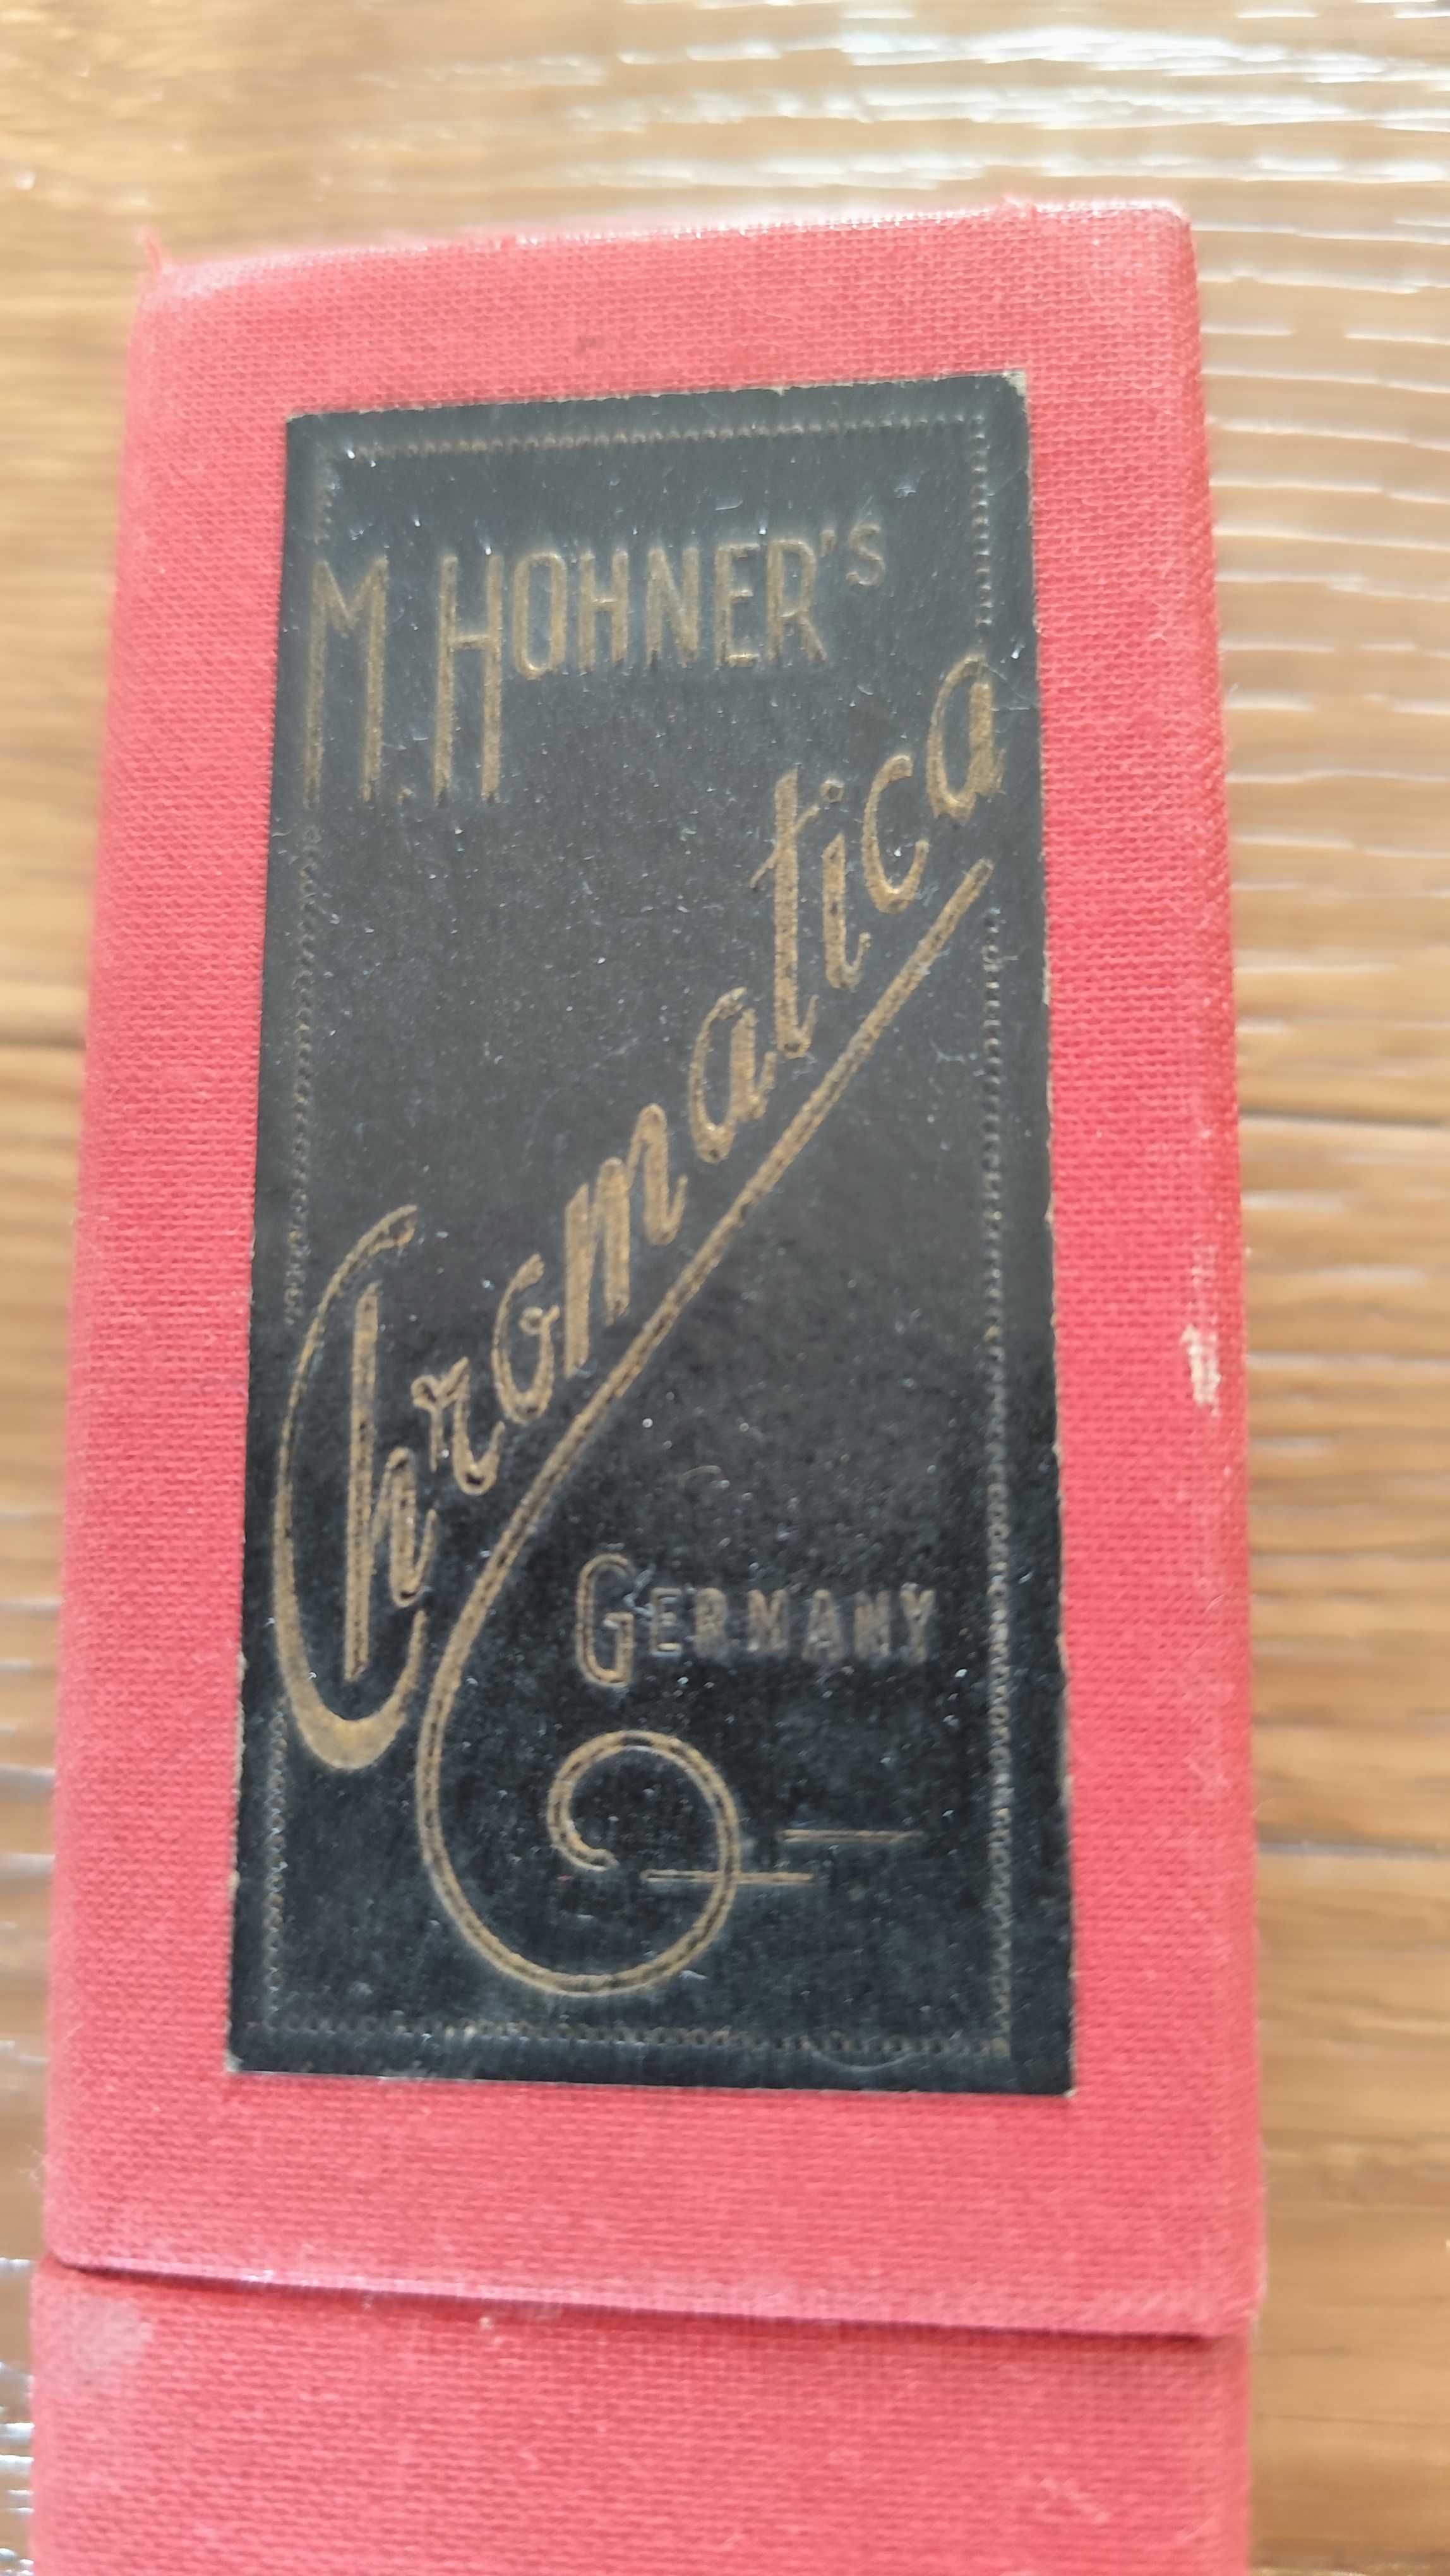 M. HOHNER'S
Chromatica
GERMANY